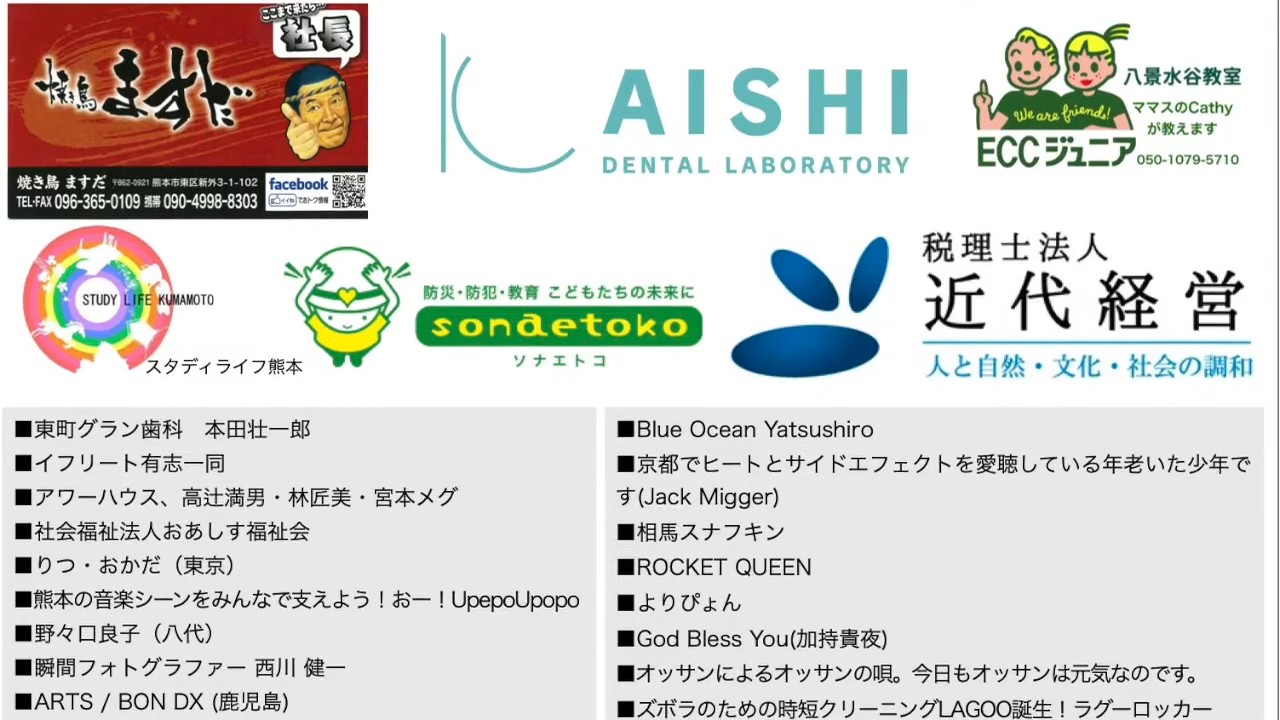 ここまで来たら…
社長
焼き鳥 ますだ
焼き鳥 ますだ 〒862-0921 熊本市東区新外3-1-102
TEL・FAX 096-365-0109 携帯 090-4998-8303
facebook
イイね でおトク情報
AISHI
DENTAL LABORATORY
We are friends!
八景水谷教室
ママスのCathy
が教えます
ECCジュニア 050-1079-5710
STUDY LIFE KUMAMOTO
スタディライフ熊本
防災・防犯・教育 こどもたちの未来に
sonaetoko
ソナエトコ
税理士法人
近代経営
人と自然・文化・社会の調和
■東町グラン歯科　本田壮一郎
■イフリート有志一同
■アワーハウス、高辻満男・林匠美・宮本メグ
■社会福祉法人おあしす福祉会
■りつ・おかだ（東京）
■熊本の音楽シーンをみんなで支えよう！おー！UpepoUpopo
■野々口良子（八代）
■瞬間フォトグラファー 西川 健一
■ARTS / BON DX (鹿児島)
■Blue Ocean Yatsushiro
■京都でヒートとサイドエフェクトを愛聴している年老いた少年で
す(Jack Migger)
■相馬スナフキン
■ROCKET QUEEN
■よりぴょん
■God Bless You(加持貴夜)
■オッサンによるオッサンの唄。今日もオッサンは元気なのです。
■ズボラのための時短クリーニングLAGOO誕生！ラグーロッカー